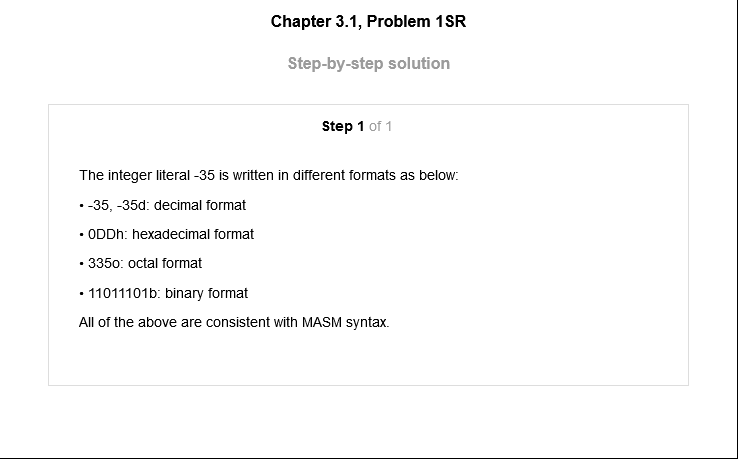 Chapter 3.1, Problem 1SR
Step-by-step solution
Step 1 of 1
The integer literal -35 is written in different formats as below:
• -35, -35d: decimal format
• 0DDh: hexadecimal format
• 335o: octal format
• 11011101b: binary format
All of the above are consistent with MASM syntax.